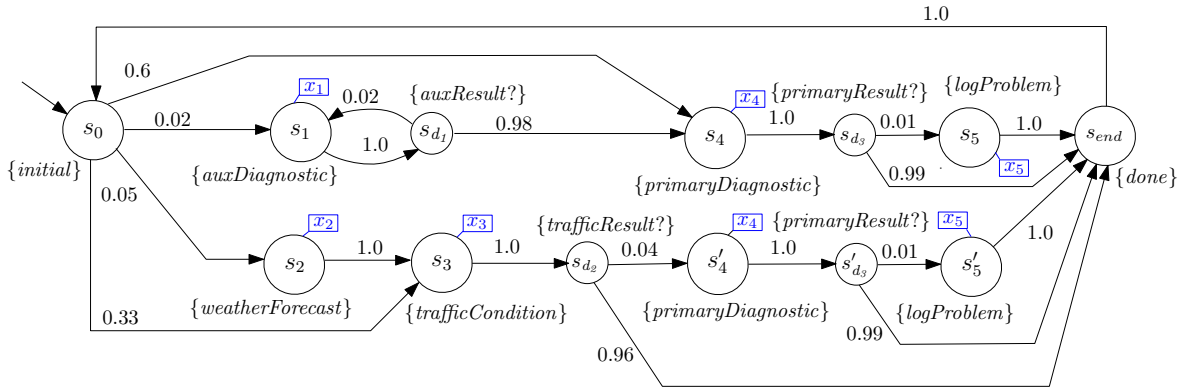 1.0
0.6
x1
0.02
{auxResult?}
x4
{primaryResult?}
{logProblem}
s0
0.02
s1
1.0
sd1
0.98
s4
1.0
sd3
0.01
s5
1.0
send
{initial}
{auxDiagnostic}
{primaryDiagnostic}
0.99
x5
{done}
0.05
x2
x3
{trafficResult?}
x4
{primaryResult?}
x5
s2
1.0
s3
1.0
sd2
0.04
s′4
1.0
s′d3
0.01
s′5
1.0
{weatherForecast}
{trafficCondition}
{primaryDiagnostic}
{logProblem}
0.33
0.96
0.99